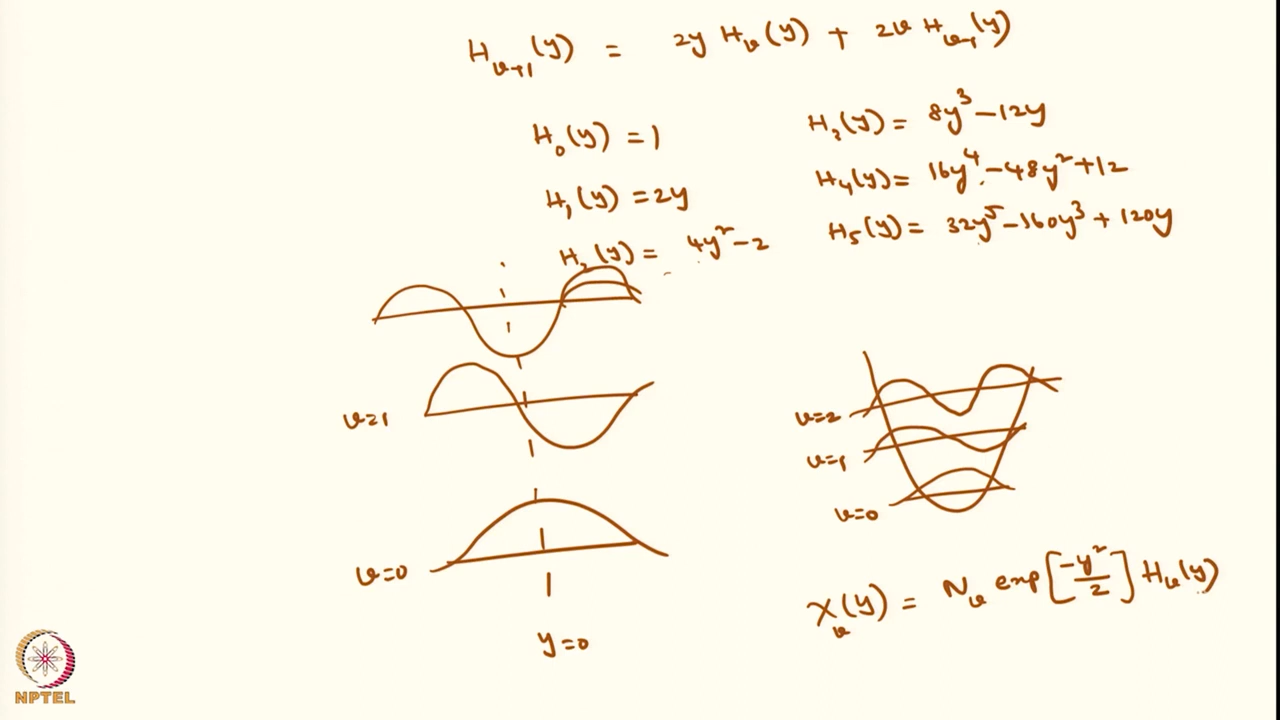 H_{v+1}(y) = 2y H_v(y) + 2v H_{v-1}(y)
H_0(y) = 1
H_1(y) = 2y
H_2(y) = 4y^2 - 2
H_3(y) = 8y^3 - 12y
H_4(y) = 16y^4 - 48y^2 + 12
H_5(y) = 32y^5 - 160y^3 + 120y
v=1
v=0
y=0
v=2
v=1
v=0
χ_v(y) = N_v exp[-y^2/2] H_v(y)
NPTEL